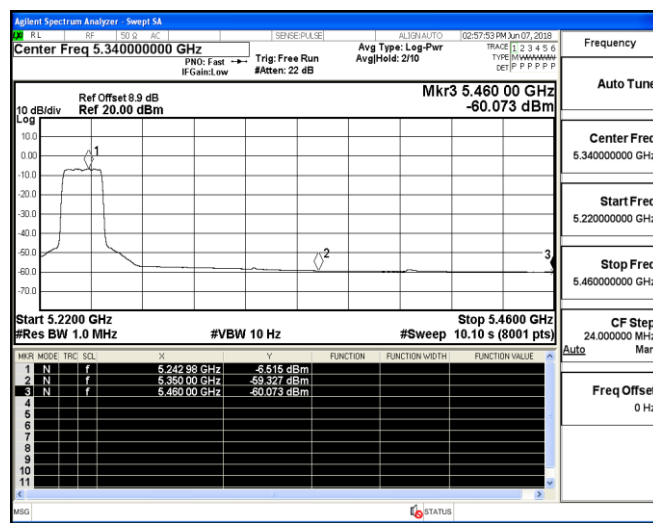 Agilent Spectrum Analyzer - Swept SA
LXI RL RF 50 Ω AC SENSE:PULSE ALIGNAUTO 02:57:53 PM Jun 07, 2018
Center Freq 5.340000000 GHz
PNO: Fast
IFGain:Low
Trig: Free Run
#Atten: 22 dB
Avg Type: Log-Pwr
Avg|Hold: 2/10
TRACE 1 2 3 4 5 6
TYPE MWWWWW
DET P P P P P P
Frequency
Auto Tune
Center Freq
5.340000000 GHz
Start Freq
5.220000000 GHz
Stop Freq
5.460000000 GHz
CF Step
24.000000 MHz
Auto Man
Freq Offset
0 Hz
Mkr3 5.460 00 GHz
-60.073 dBm
Ref Offset 8.9 dB
10 dB/div Ref 20.00 dBm
Log
10.0
0.00
-10.0
-20.0
-30.0
-40.0
-50.0
-60.0
-70.0
1
2
3
Start 5.2200 GHz Stop 5.4600 GHz
#Res BW 1.0 MHz #VBW 10 Hz #Sweep 10.10 s (8001 pts)
MKR MODE TRC SCL X Y FUNCTION FUNCTION WIDTH FUNCTION VALUE
1 N f 5.242 98 GHz -6.515 dBm
2 N f 5.350 00 GHz -59.327 dBm
3 N f 5.460 00 GHz -60.073 dBm
4
5
6
7
8
9
10
11
MSG STATUS